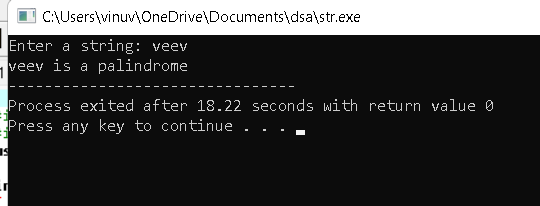 C:\Users\vinuv\OneDrive\Documents\dsa\str.exe
Enter a string: veev
veev is a palindrome
--------------------------------
Process exited after 18.22 seconds with return value 0
Press any key to continue . . .